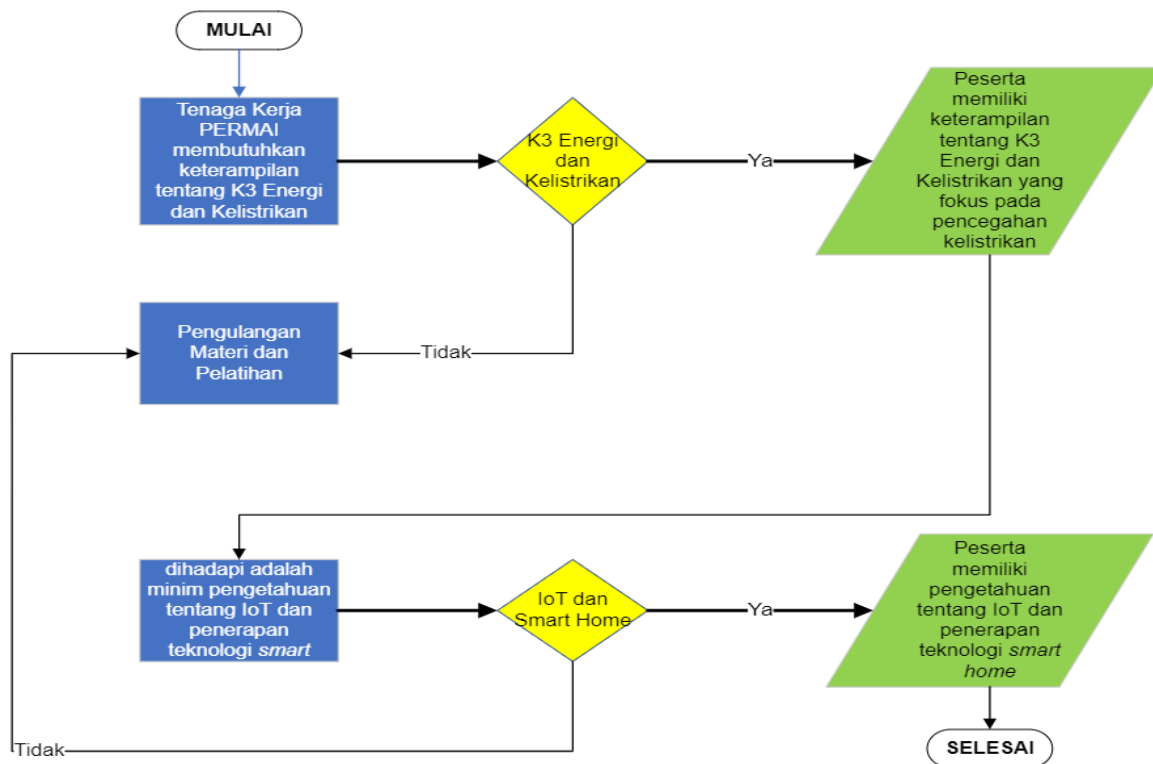 MULAI
Tenaga Kerja
PERMAI
membutuhkan
keterampilan
tentang K3 Energi
dan Kelistrikan
K3 Energi
dan
Kelistrikan
Ya
Peserta
memiliki
keterampilan
tentang K3
Energi dan
Kelistrikan yang
fokus pada
pencegahan
kelistrikan
Pengulangan
Materi dan
Pelatihan
Tidak
dihadapi adalah
minim pengetahuan
tentang IoT dan
penerapan
teknologi smart
IoT dan
Smart Home
Ya
Peserta
memiliki
pengetahuan
tentang IoT dan
penerapan
teknologi smart
home
Tidak
SELESAI